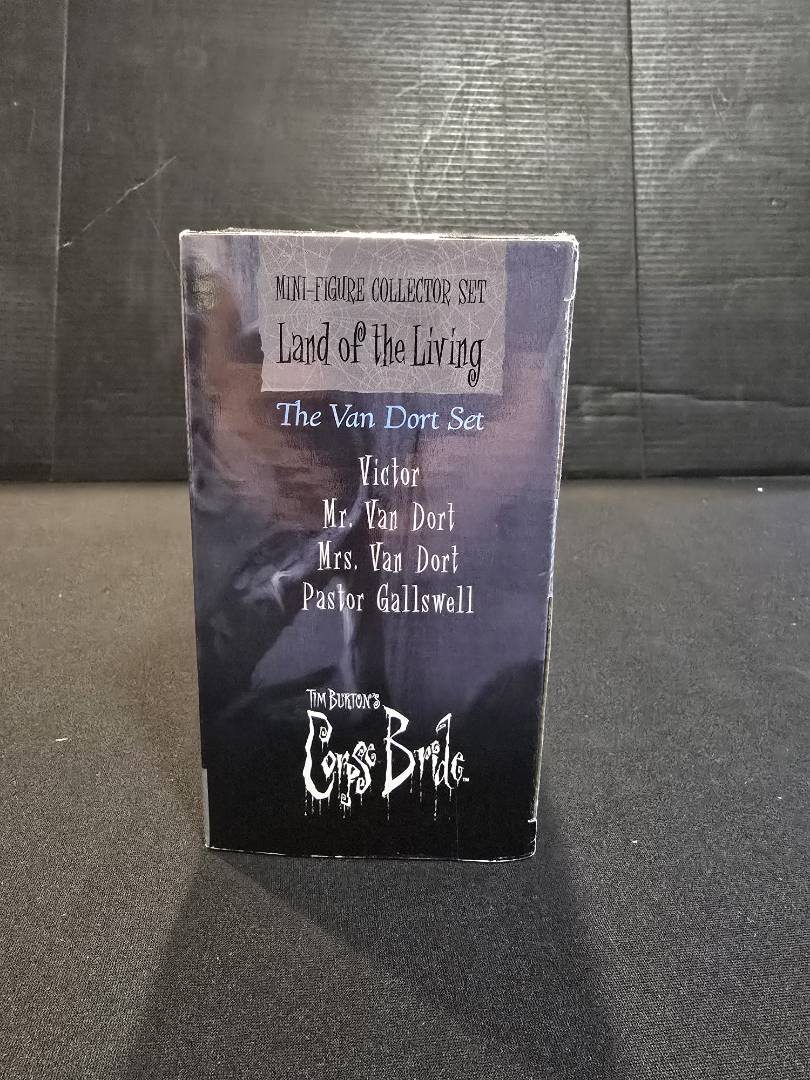 MINI-FIGURE COLLECTOR SET
Land of the Living
The Van Dort Set
Victor
Mr. Van Dort
Mrs. Van Dort
Pastor Gallswell
TIM BURTON'S
Corpse Bride™